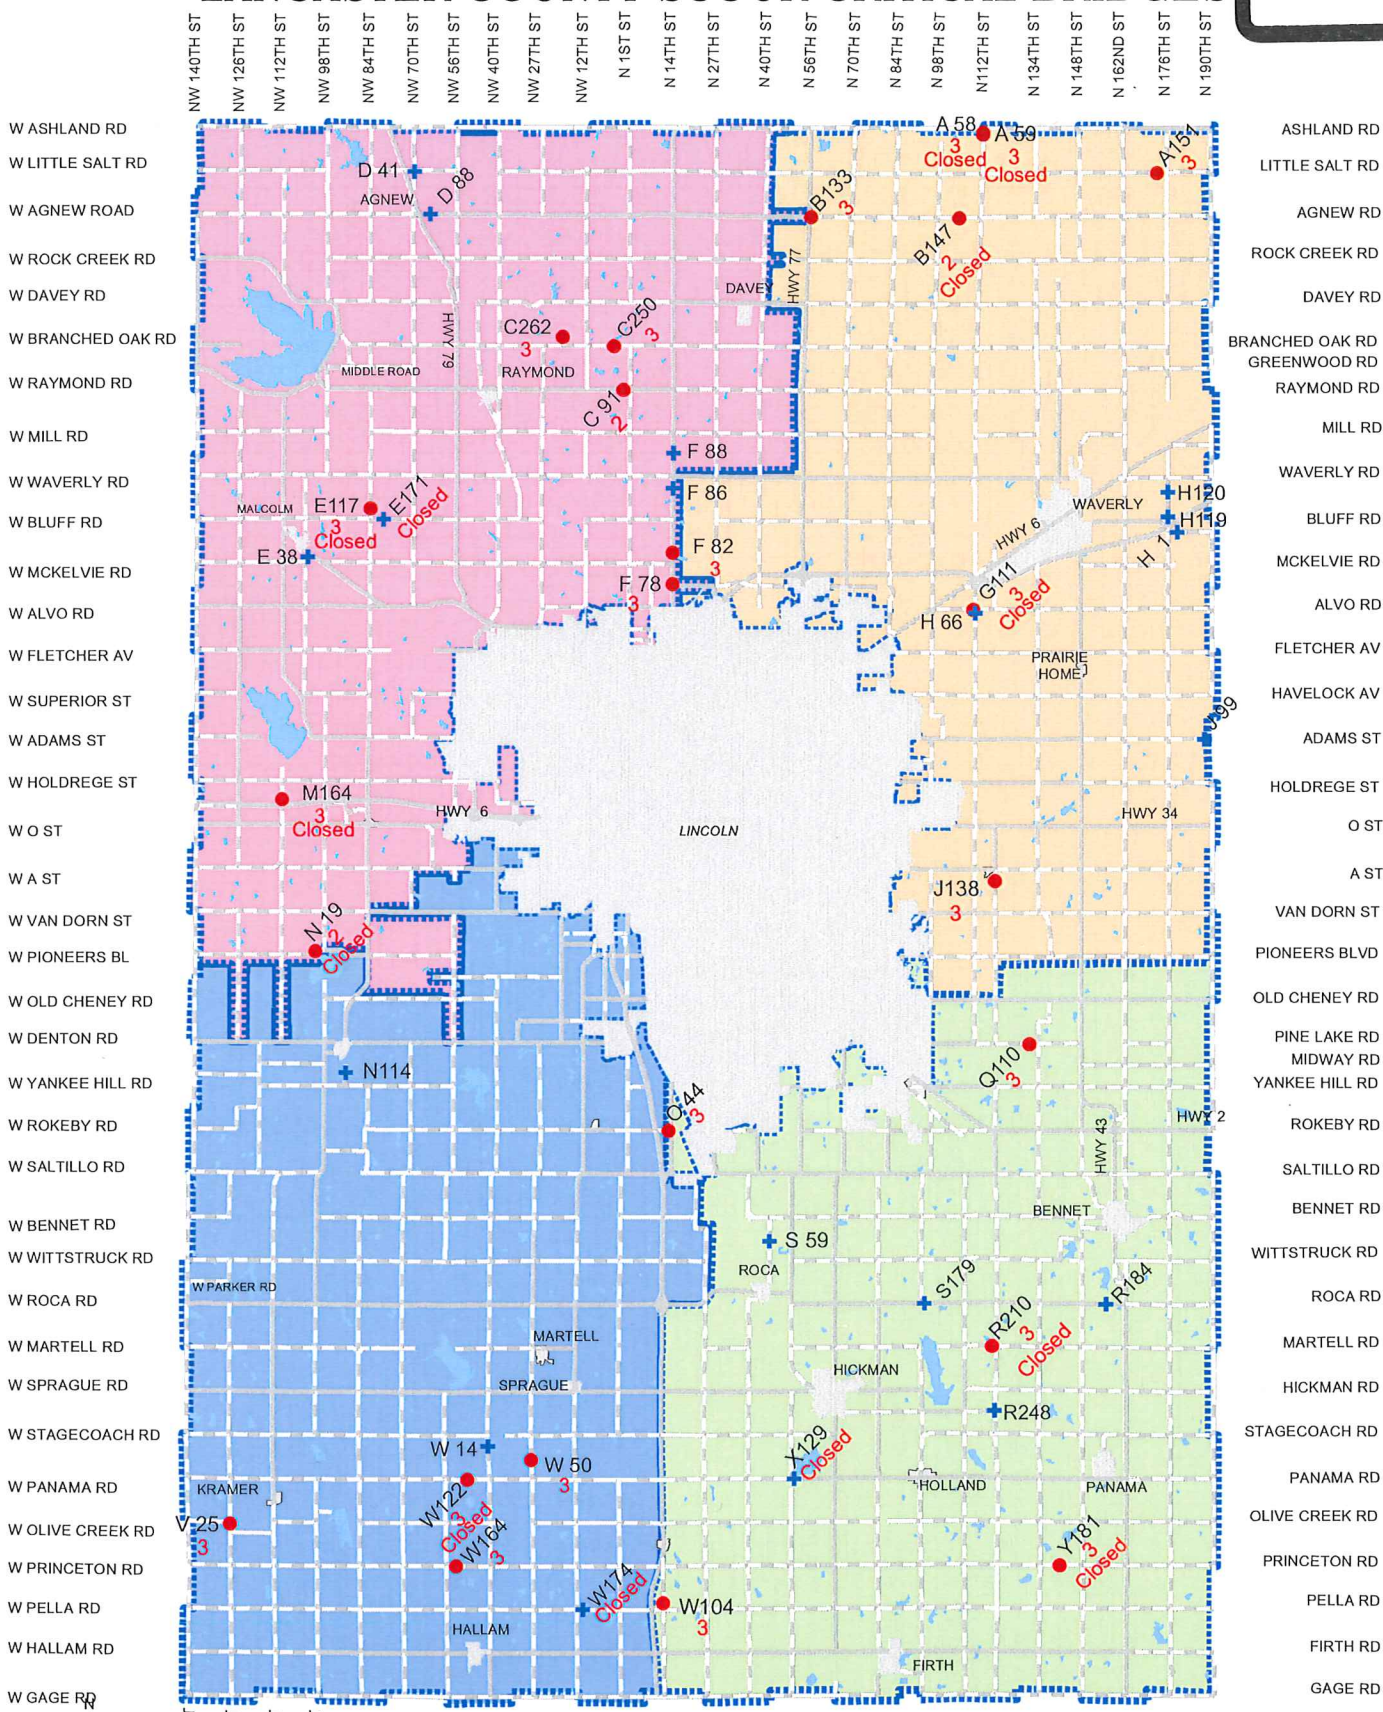 NW 140TH ST
NW 126TH ST
NW 112TH ST
NW 98TH ST
NW 84TH ST
NW 70TH ST
NW 56TH ST
NW 40TH ST
NW 27TH ST
NW 12TH ST
N 1ST ST
N 14TH ST
N 27TH ST
N 40TH ST
N 56TH ST
N 70TH ST
N 84TH ST
N 98TH ST
N 112TH ST
N 134TH ST
N 148TH ST
N 162ND ST
N 176TH ST
N 190TH ST
W ASHLAND RD
W LITTLE SALT RD
W AGNEW ROAD
W ROCK CREEK RD
W DAVEY RD
W BRANCHED OAK RD
W RAYMOND RD
W MILL RD
W WAVERLY RD
W BLUFF RD
W MCKELVIE RD
W ALVO RD
W FLETCHER AV
W SUPERIOR ST
W ADAMS ST
W HOLDREGE ST
W O ST
W A ST
W VAN DORN ST
W PIONEERS BL
W OLD CHENEY RD
W DENTON RD
W YANKEE HILL RD
W ROKEBY RD
W SALTILLO RD
W BENNET RD
W WITTSTRUCK RD
W ROCA RD
W MARTELL RD
W SPRAGUE RD
W STAGECOACH RD
W PANAMA RD
W OLIVE CREEK RD
W PRINCETON RD
W PELLA RD
W HALLAM RD
W GAGE RD
N
ASHLAND RD
LITTLE SALT RD
AGNEW RD
ROCK CREEK RD
DAVEY RD
BRANCHED OAK RD
GREENWOOD RD
RAYMOND RD
MILL RD
WAVERLY RD
BLUFF RD
MCKELVIE RD
ALVO RD
FLETCHER AV
HAVELOCK AV
ADAMS ST
HOLDREGE ST
O ST
A ST
VAN DORN ST
PIONEERS BLVD
OLD CHENEY RD
PINE LAKE RD
MIDWAY RD
YANKEE HILL RD
ROKEBY RD
SALTILLO RD
BENNET RD
WITTSTRUCK RD
ROCA RD
MARTELL RD
HICKMAN RD
STAGECOACH RD
PANAMA RD
OLIVE CREEK RD
PRINCETON RD
PELLA RD
FIRTH RD
GAGE RD
A 58
3
Closed
A 59
3
Closed
A151
3
D 41
D 88
AGNEW
B133
3
B147
2
Closed
HWY 77
DAVEY
C262
3
C250
3
HWY 79
MIDDLE ROAD
RAYMOND
C 91
2
F 88
F 86
E117
3
Closed
E171
Closed
MALCOLM
E 38
F 82
3
F 78
3
WAVERLY
HWY 6
H120
H119
H 1
G111
3
Closed
H 66
PRAIRIE
HOME
M164
3
Closed
HWY 6
LINCOLN
HWY 34
J138
3
N 19
2
Closed
N114
O 44
3
Q110
3
HWY 2
HWY 43
BENNET
S 59
ROCA
W PARKER RD
S179
R184
R210
3
Closed
MARTELL
SPRAGUE
HICKMAN
R248
W 14
W 50
3
X129
Closed
HOLLAND
PANAMA
KRAMER
V 25
3
W122
3
Closed
W164
3
Y181
3
Closed
W174
Closed
W104
3
HALLAM
FIRTH